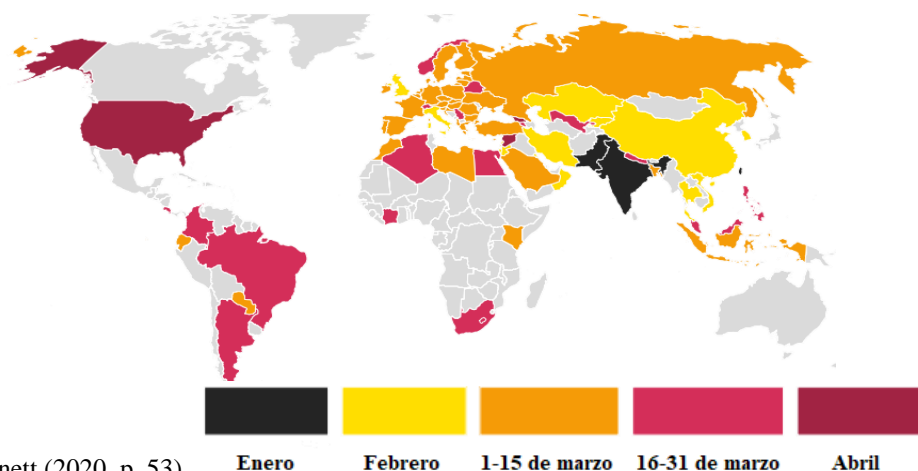 Enero Febrero 1-15 de marzo 16-31 de marzo Abril
nett (2020, p. 53)